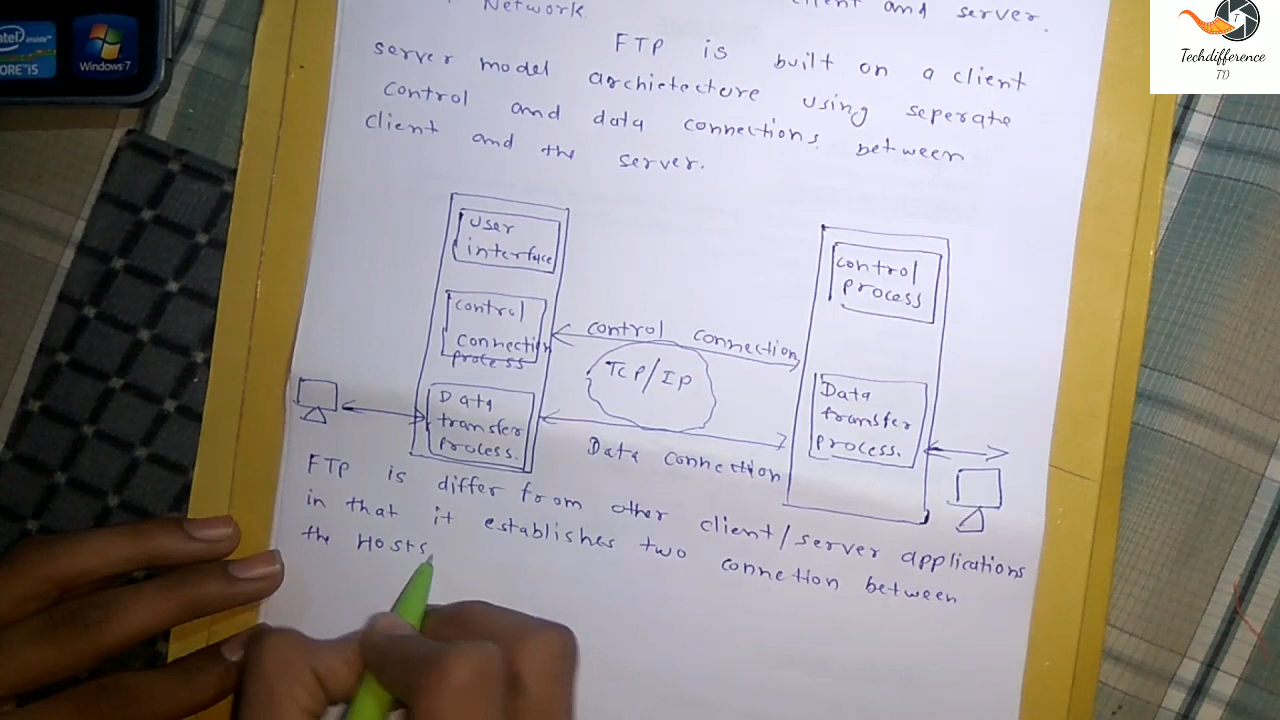 Network.
client and server.
FTP is built on a client
server model archietecture using seperate
control and data connections between
client and the server.
User
interface
control
connection
process
Data
transfer
process.
control connection
TCP/IP
Data connection
control
process
Data
transfer
process.
FTP is differ from other client/server applications
in that it establishes two connetion between
the Hosts
intel inside
CORE i5
Windows 7
Techdifference
TD